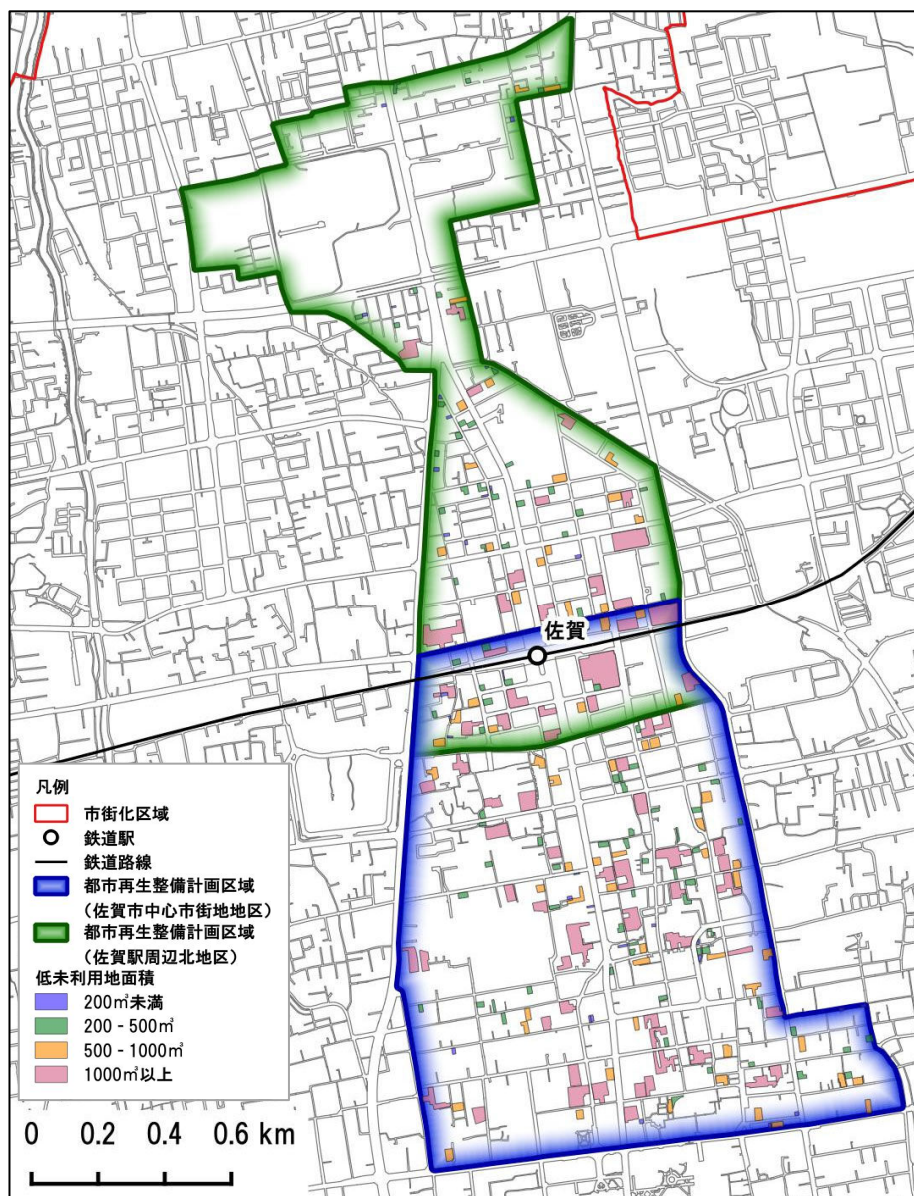 佐賀
凡例
市街化区域
鉄道駅
鉄道路線
都市再生整備計画区域
(佐賀市中心市街地地区)
都市再生整備計画区域
(佐賀駅周辺北地区)
低未利用地面積
200㎡未満
200 - 500㎡
500 - 1000㎡
1000㎡以上
0 0.2 0.4 0.6 km